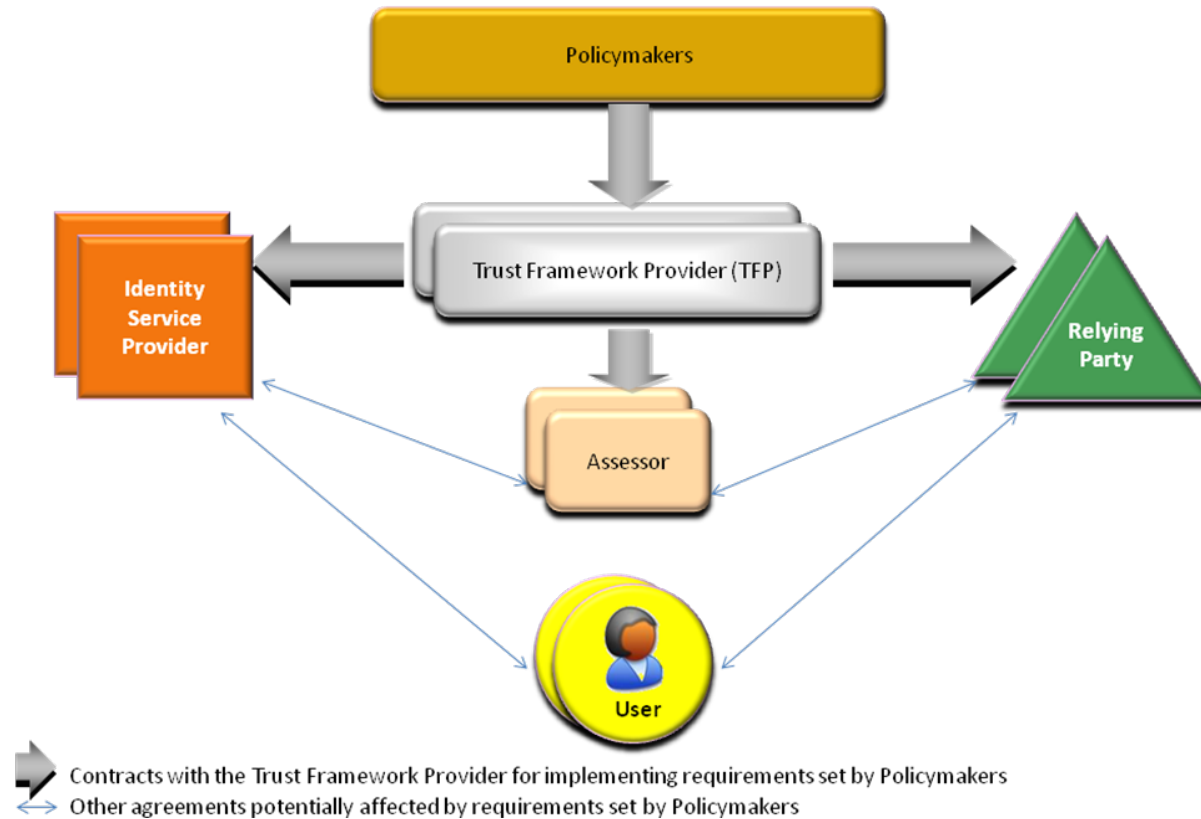 Policymakers
Trust Framework Provider (TFP)
Identity
Service
Provider
Relying
Party
Assessor
User
Contracts with the Trust Framework Provider for implementing requirements set by Policymakers
Other agreements potentially affected by requirements set by Policymakers